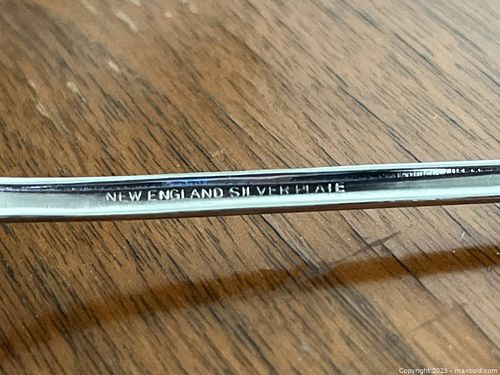 NEW ENGLAND SILVER PLATE
Copyright 2025 - maxsold.com